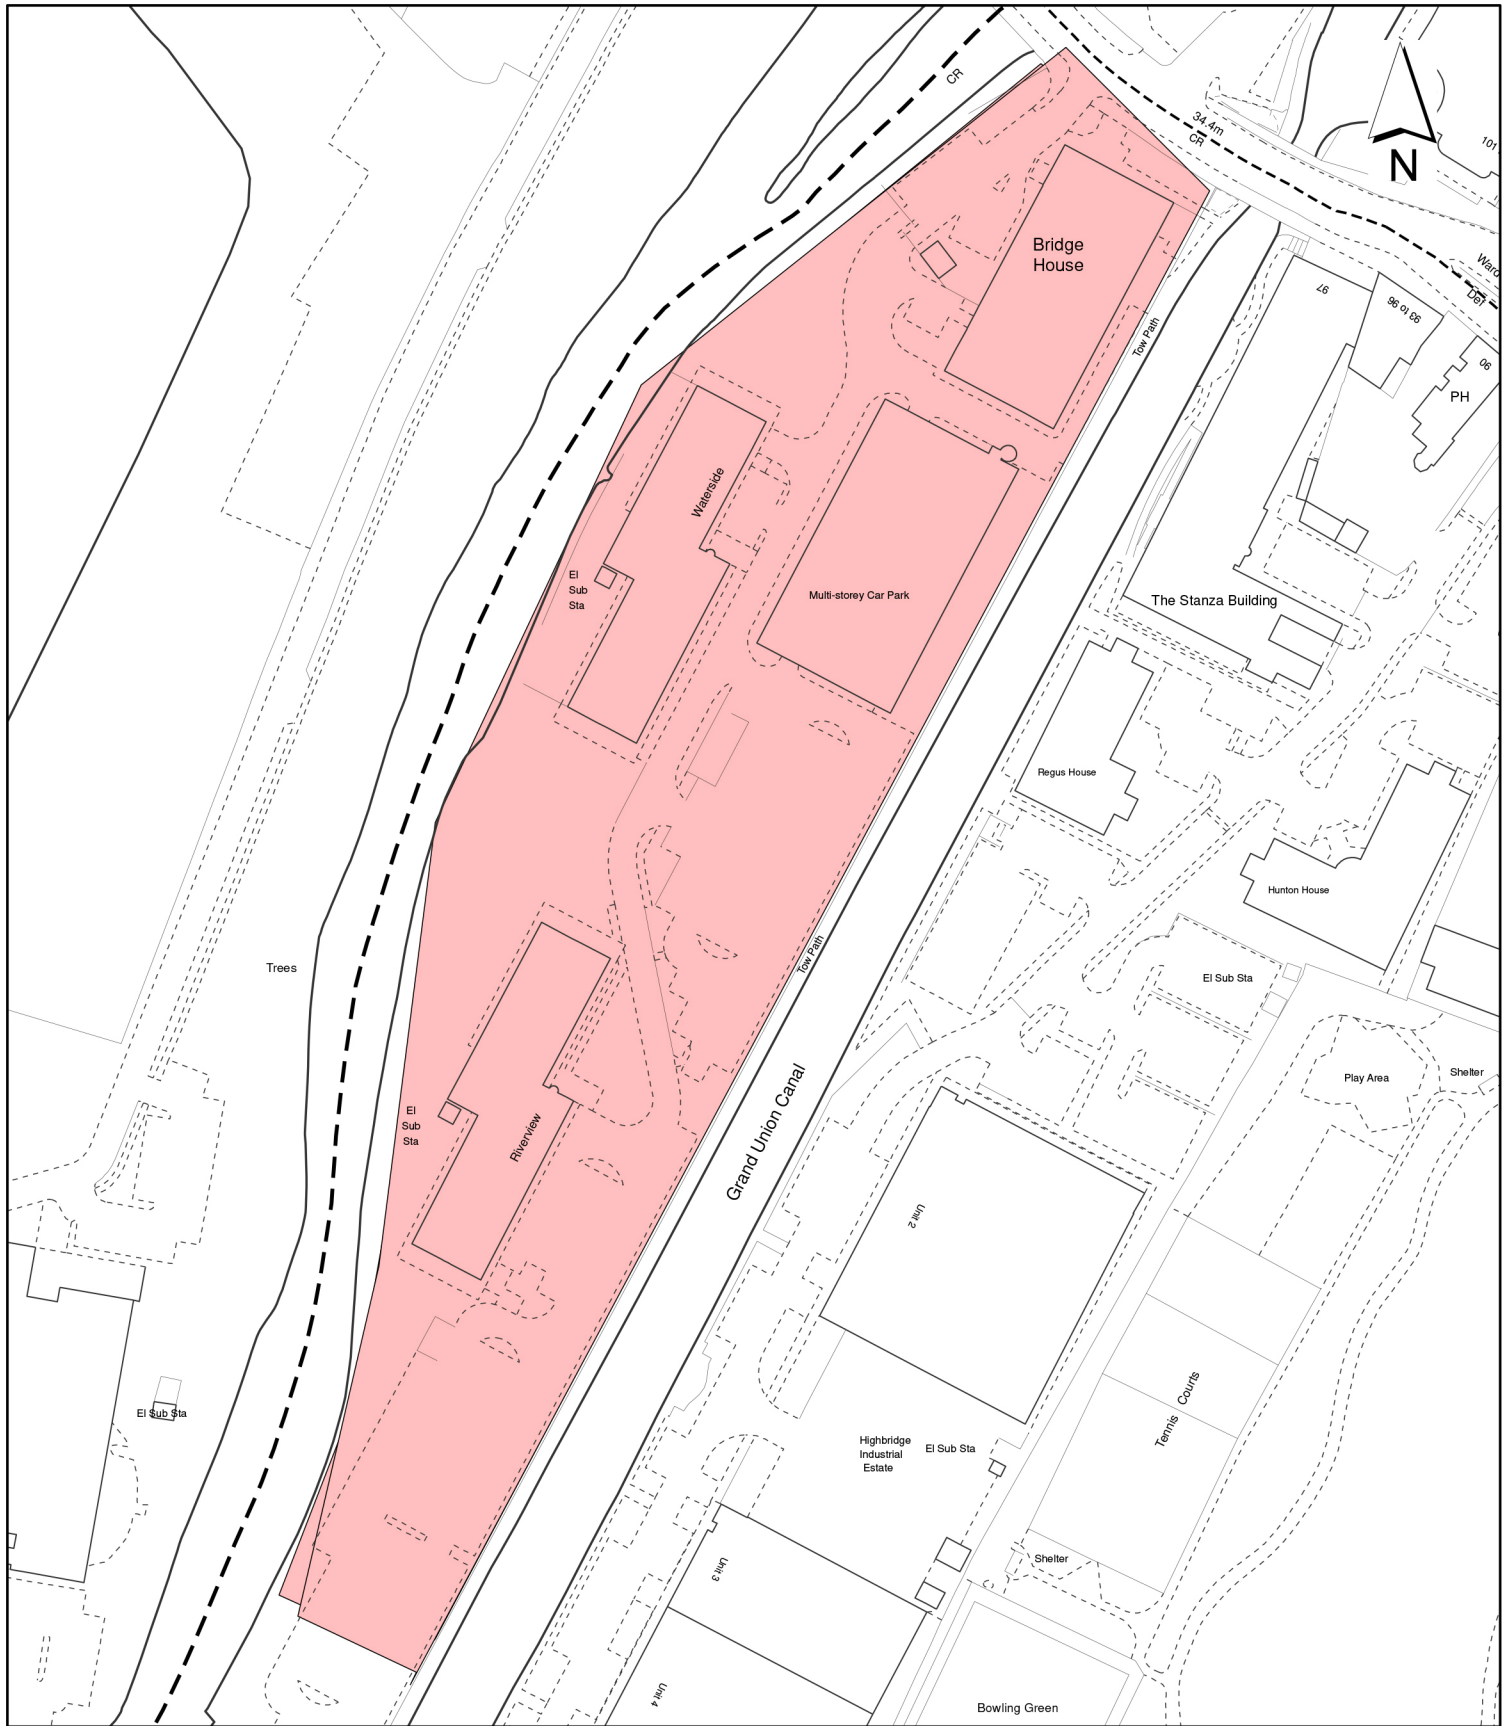 CR
34.4m
CR
101
N
Ward
Def
Bridge
House
97
93 to 96
90
PH
Tow Path
Waterside
El
Sub
Sta
Multi-storey Car Park
The Stanza Building
Regus House
Hunton House
Trees
Tow Path
El Sub Sta
Play Area
Shelter
El
Sub
Sta
Riverview
Grand Union Canal
Unit 2
El Sub Sta
Highbridge
Industrial
Estate
El Sub Sta
Tennis Courts
Shelter
Unit 3
Unit 4
Bowling Green